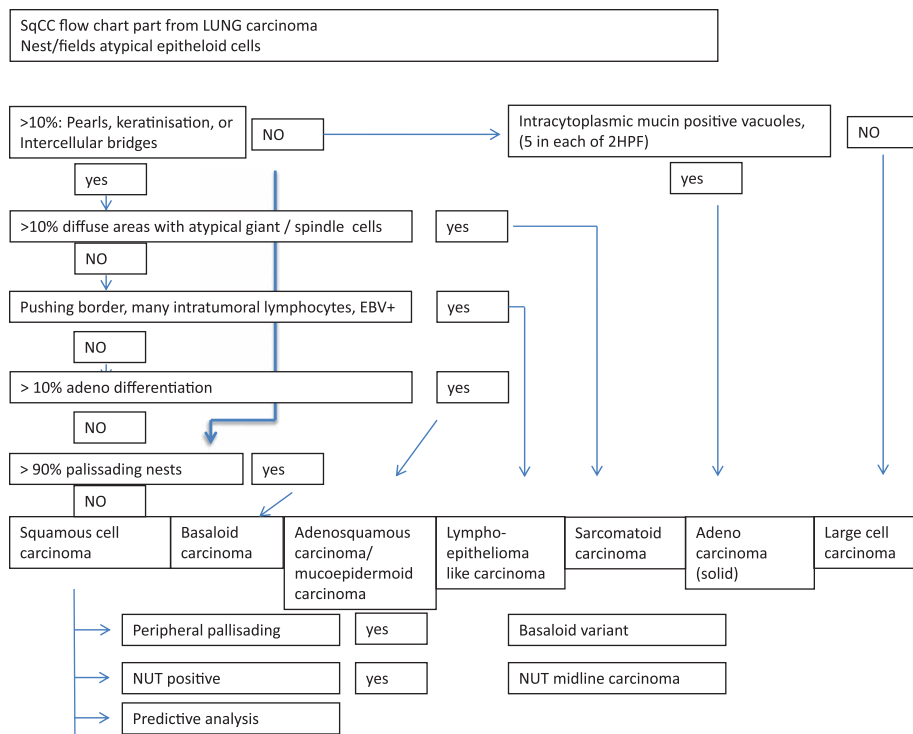 SqCC flow chart part from LUNG carcinoma
Nest/fields atypical epitheloid cells
>10%: Pearls, keratinisation, or
Intercellular bridges
NO
Intracytoplasmic mucin positive vacuoles,
(5 in each of 2HPF)
NO
yes
yes
>10% diffuse areas with atypical giant / spindle cells
yes
NO
Pushing border, many intratumoral lymphocytes, EBV+
yes
NO
> 10% adeno differentiation
yes
NO
> 90% palissading nests
yes
NO
Squamous cell
carcinoma
Basaloid
carcinoma
Adenosquamous
carcinoma/
mucoepidermoid
carcinoma
Lympho-
epithelioma
like carcinoma
Sarcomatoid
carcinoma
Adeno
carcinoma
(solid)
Large cell
carcinoma
Peripheral pallisading
yes
Basaloid variant
NUT positive
yes
NUT midline carcinoma
Predictive analysis